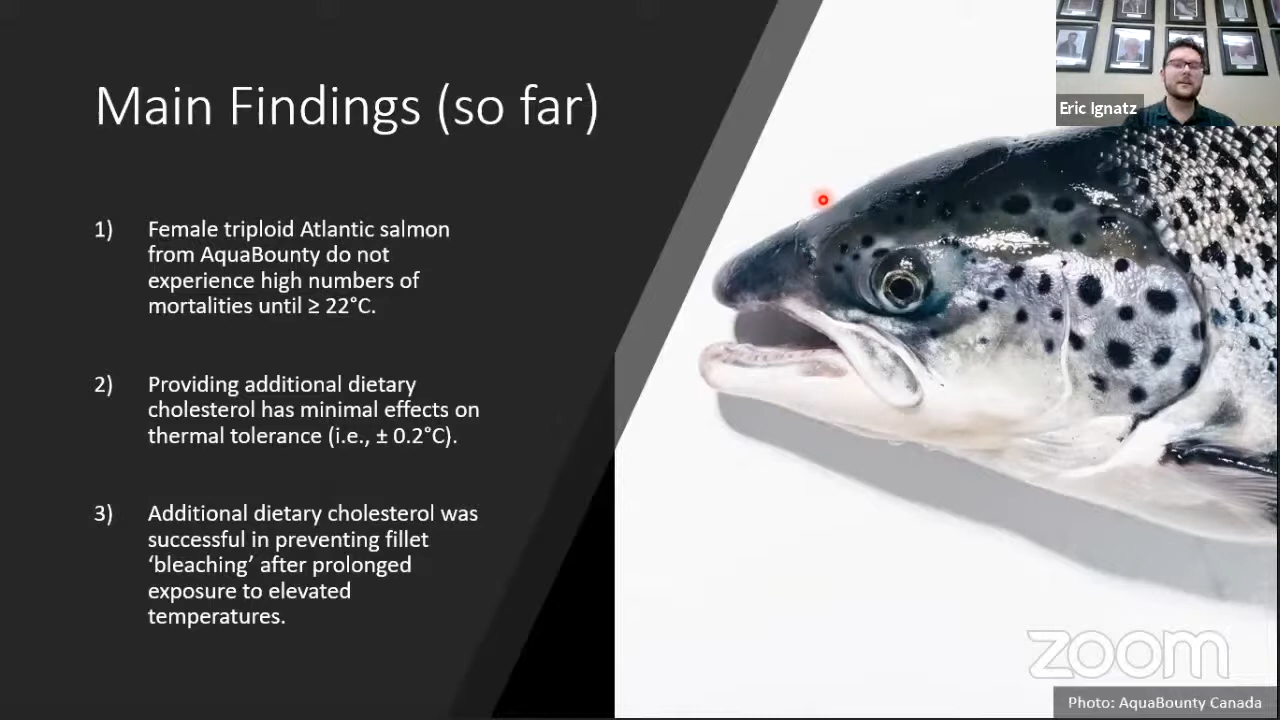 Main Findings (so far)
1) Female triploid Atlantic salmon
from AquaBounty do not
experience high numbers of
mortalities until ≥ 22°C.
2) Providing additional dietary
cholesterol has minimal effects on
thermal tolerance (i.e., ± 0.2°C).
3) Additional dietary cholesterol was
successful in preventing fillet
‘bleaching’ after prolonged
exposure to elevated
temperatures.
Eric Ignatz
zoom
Photo: AquaBounty Canada